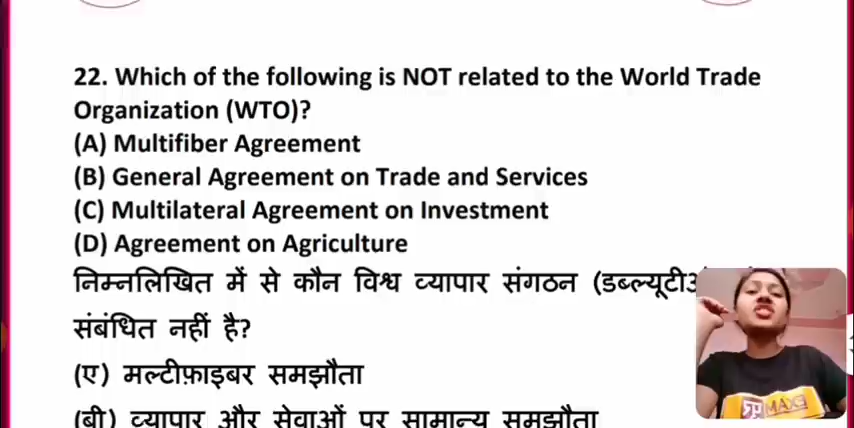 22. Which of the following is NOT related to the World Trade
Organization (WTO)?
(A) Multifiber Agreement
(B) General Agreement on Trade and Services
(C) Multilateral Agreement on Investment
(D) Agreement on Agriculture
निम्नलिखित में से कौन विश्व व्यापार संगठन
संबंधित नहीं है?
(ए) मल्टीफ़ाइबर समझौता
(बी) व्यापार और सेवाओं पर सामान्य समझौता
MAX